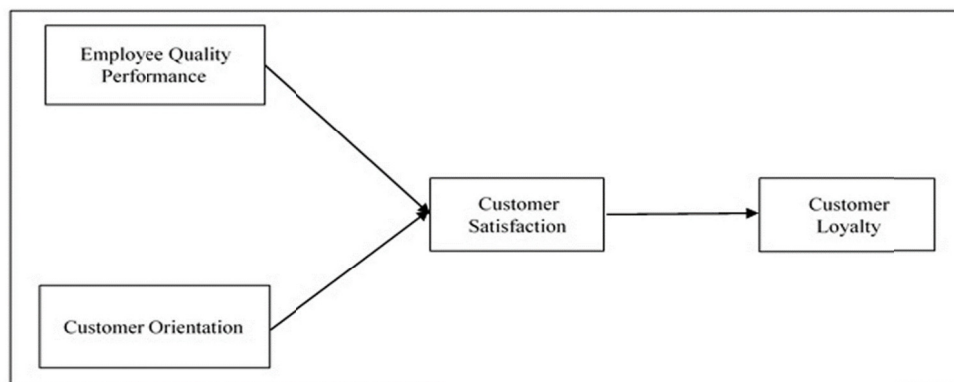 Employee Quality
Performance
Customer
Satisfaction
Customer
Loyalty
Customer Orientation